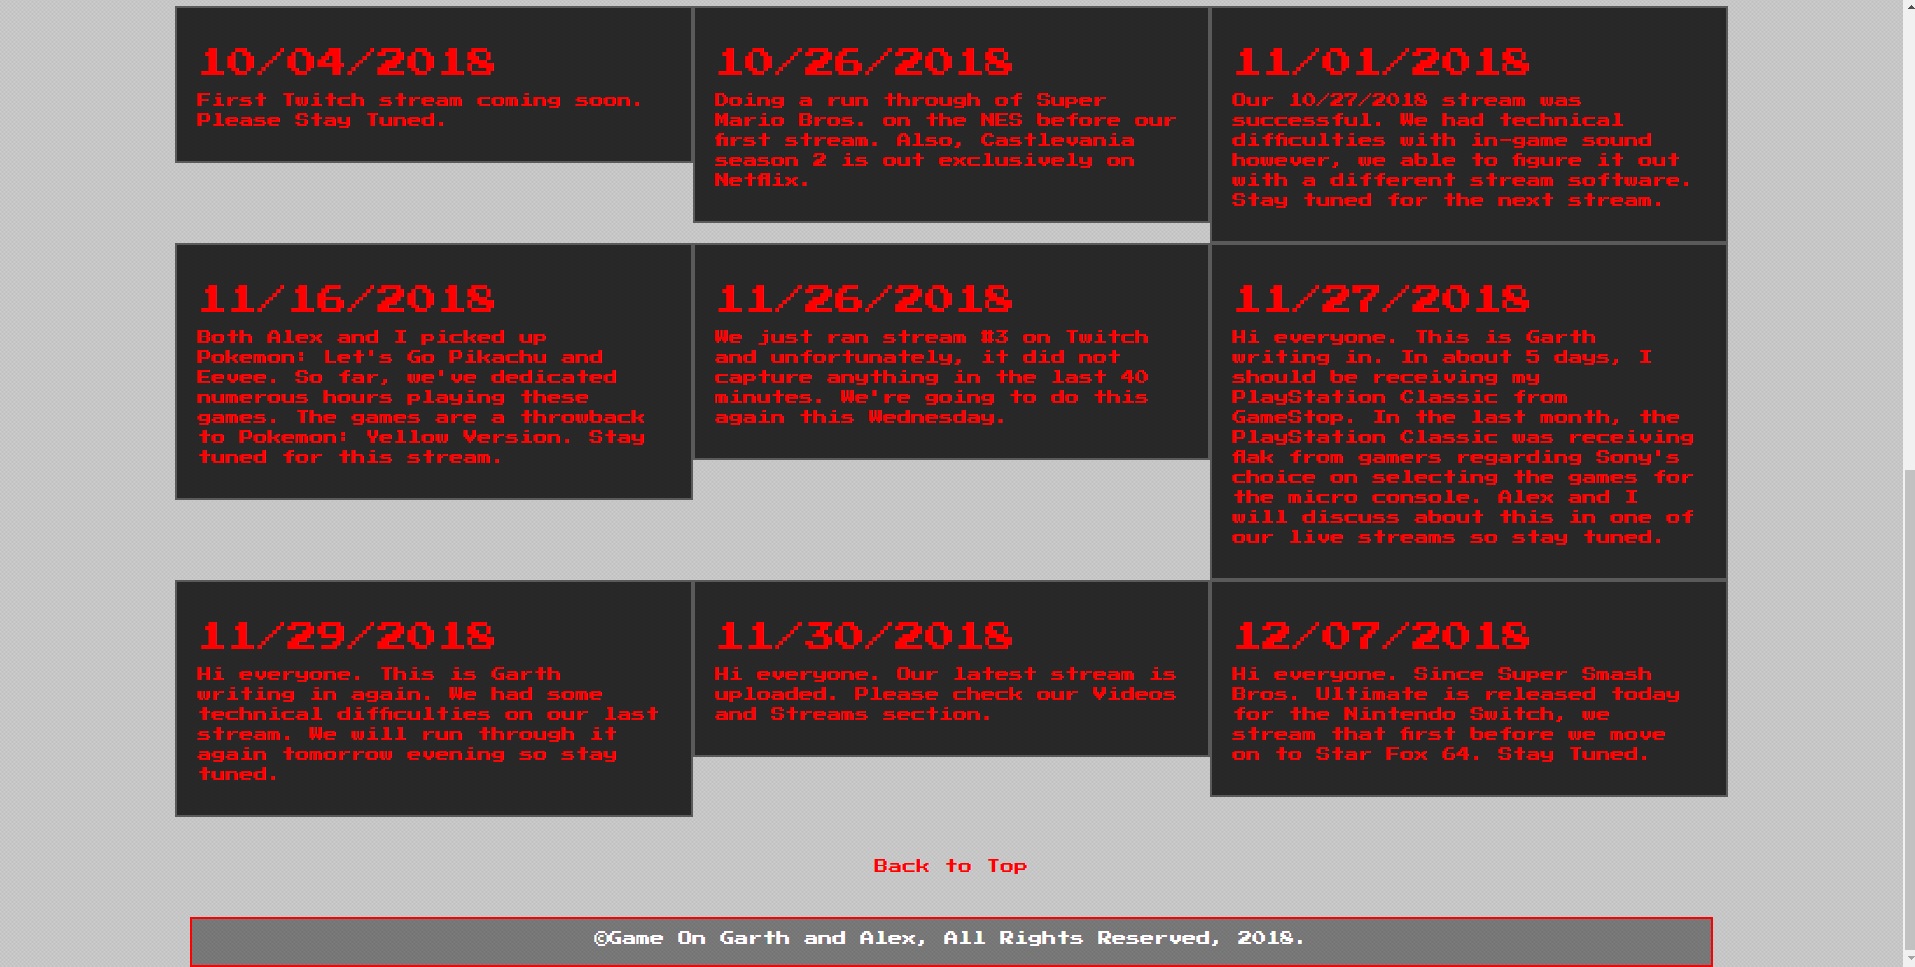 10/04/2018
First Twitch stream coming soon.
Please Stay Tuned.
10/26/2018
Doing a run through of Super
Mario Bros. on the NES before our
first stream. Also, Castlevania
season 2 is out exclusively on
Netflix.
11/01/2018
Our 10/27/2018 stream was
successful. We had technical
difficulties with in-game sound
however, we able to figure it out
with a different stream software.
Stay tuned for the next stream.
11/16/2018
Both Alex and I picked up
Pokemon: Let's Go Pikachu and
Eevee. So far, we've dedicated
numerous hours playing these
games. The games are a throwback
to Pokemon: Yellow Version. Stay
tuned for this stream.
11/26/2018
We just ran stream #3 on Twitch
and unfortunately, it did not
capture anything in the last 40
minutes. We're going to do this
again this Wednesday.
11/27/2018
Hi everyone. This is Garth
writing in. In about 5 days, I
should be receiving my
PlayStation Classic from
GameStop. In the last month, the
PlayStation Classic was receiving
flak from gamers regarding Sony's
choice on selecting the games for
the micro console. Alex and I
will discuss about this in one of
our live streams so stay tuned.
11/29/2018
Hi everyone. This is Garth
writing in again. We had some
technical difficulties on our last
stream. We will run through it
again tomorrow evening so stay
tuned.
11/30/2018
Hi everyone. Our latest stream is
uploaded. Please check our Videos
and Streams section.
12/07/2018
Hi everyone. Since Super Smash
Bros. Ultimate is released today
for the Nintendo Switch, we
stream that first before we move
on to Star Fox 64. Stay Tuned.
Back to Top
©Game On Garth and Alex, All Rights Reserved, 2018.